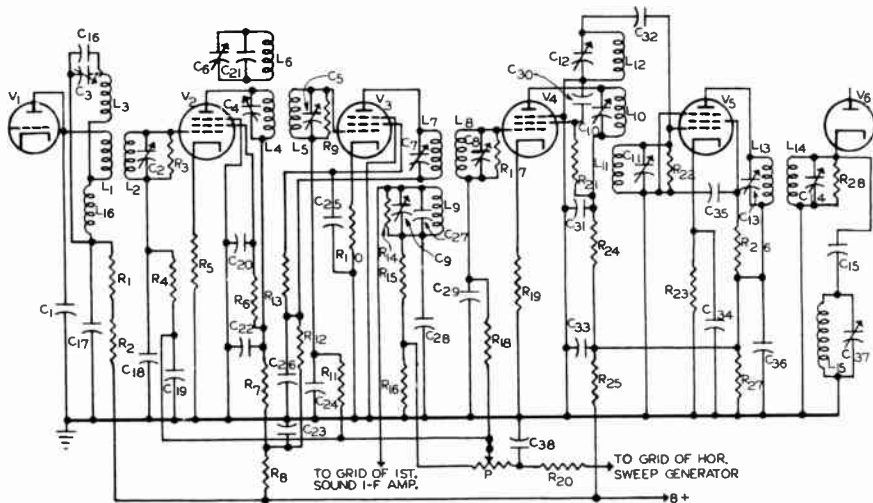 C16
C3
L3
V1
L1
L16
C1
C17
R1
R2
L2
C2
R3
R4
C18
C19
V2
R5
C6
C21
L6
C4
L4
C20
R6
C22
R7
R8
C5
L5
R9
V3
L7
C7
C25
R10
R13
R12
C26
C24
R11
C23
R14
R15
C9
L9
C27
C28
R16
L8
C8
R17
C29
R18
V4
R19
C30
C12
L12
C32
C10
L10
R21
C31
R24
L11
C11
R22
C33
R25
V5
C35
R23
C34
L13
C13
R26
C36
R27
L14
C14
V6
R28
C15
L15
C37
C38
P
R20
TO GRID OF 1ST.
SOUND I-F AMP.
TO GRID OF HOR.
SWEEP GENERATOR
B+